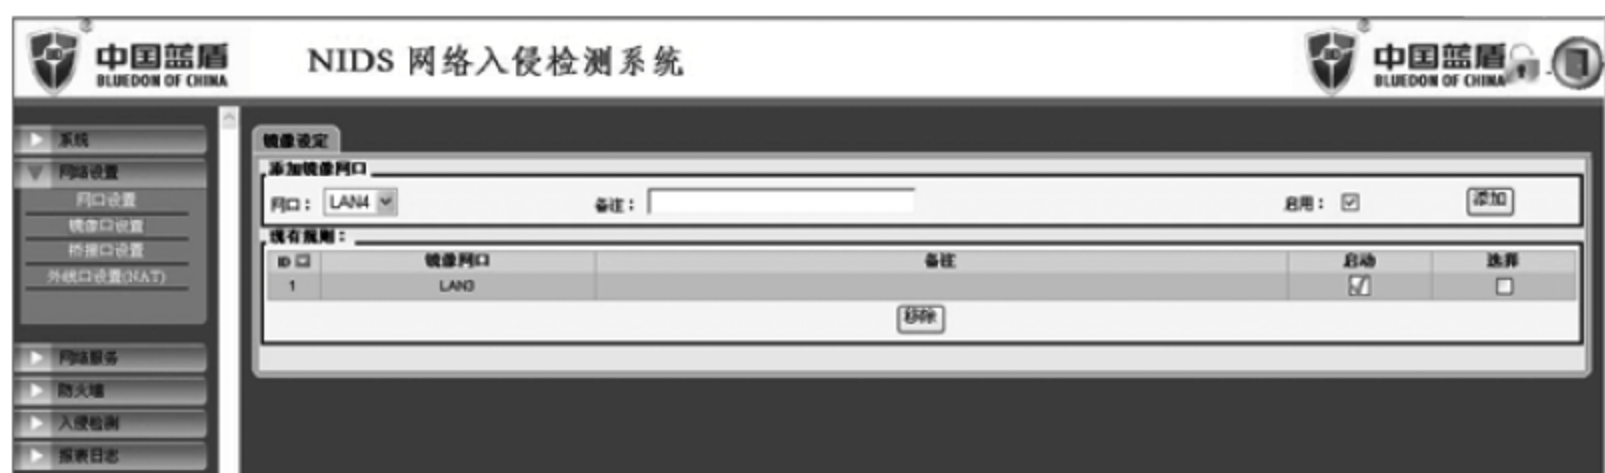 中国蓝盾
BLUEDON OF CHINA
NIDS 网络入侵检测系统
中国蓝盾
BLUEDON OF CHINA
系统
网络设置
网口设置
镜像口设置
桥接口设置
外线口设置(NAT)
网络服务
防火墙
入侵检测
报表日志
镜像设定
添加镜像网口
网口： LAN4 备注： 启用： 添加
现有规则：
ID 镜像网口 备注 启动 选择
1 LAN3
移除